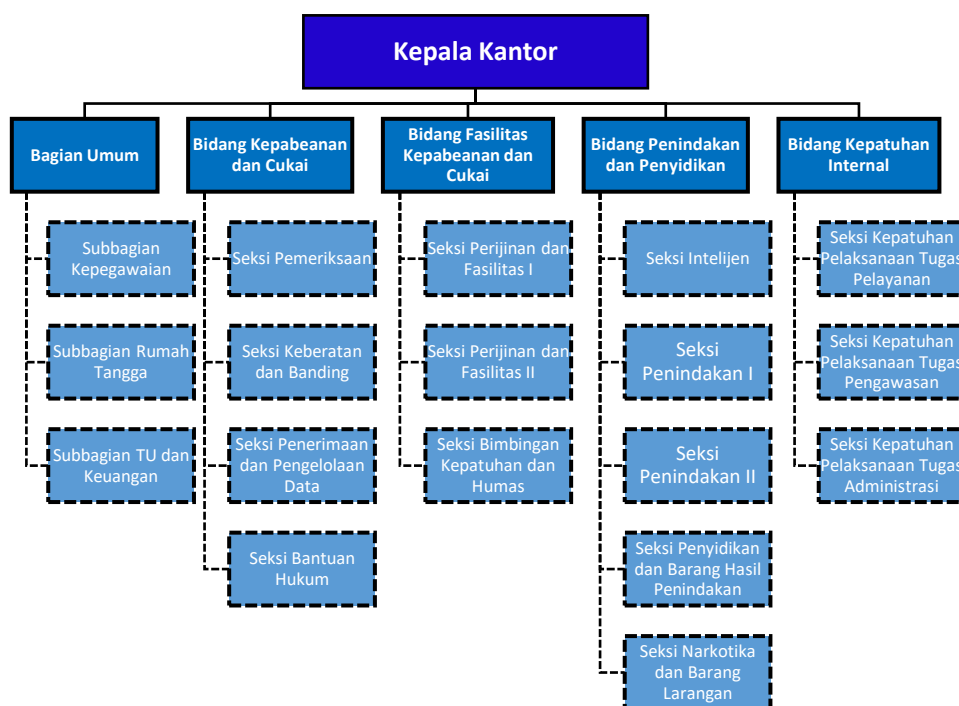 Kepala Kantor
Bagian Umum
Bidang Kepabeanan
dan Cukai
Bidang Fasilitas
Kepabeanan dan
Cukai
Bidang Penindakan
dan Penyidikan
Bidang Kepatuhan
Internal
Subbagian
Kepegawaian
Subbagian Rumah
Tangga
Subbagian TU dan
Keuangan
Seksi Pemeriksaan
Seksi Keberatan
dan Banding
Seksi Penerimaan
dan Pengelolaan
Data
Seksi Bantuan
Hukum
Seksi Perijinan dan
Fasilitas I
Seksi Perijinan dan
Fasilitas II
Seksi Bimbingan
Kepatuhan dan
Humas
Seksi Intelijen
Seksi
Penindakan I
Seksi
Penindakan II
Seksi Penyidikan
dan Barang Hasil
Penindakan
Seksi Narkotika
dan Barang
Larangan
Seksi Kepatuhan
Pelaksanaan Tugas
Pelayanan
Seksi Kepatuhan
Pelaksanaan Tugas
Pengawasan
Seksi Kepatuhan
Pelaksanaan Tugas
Administrasi